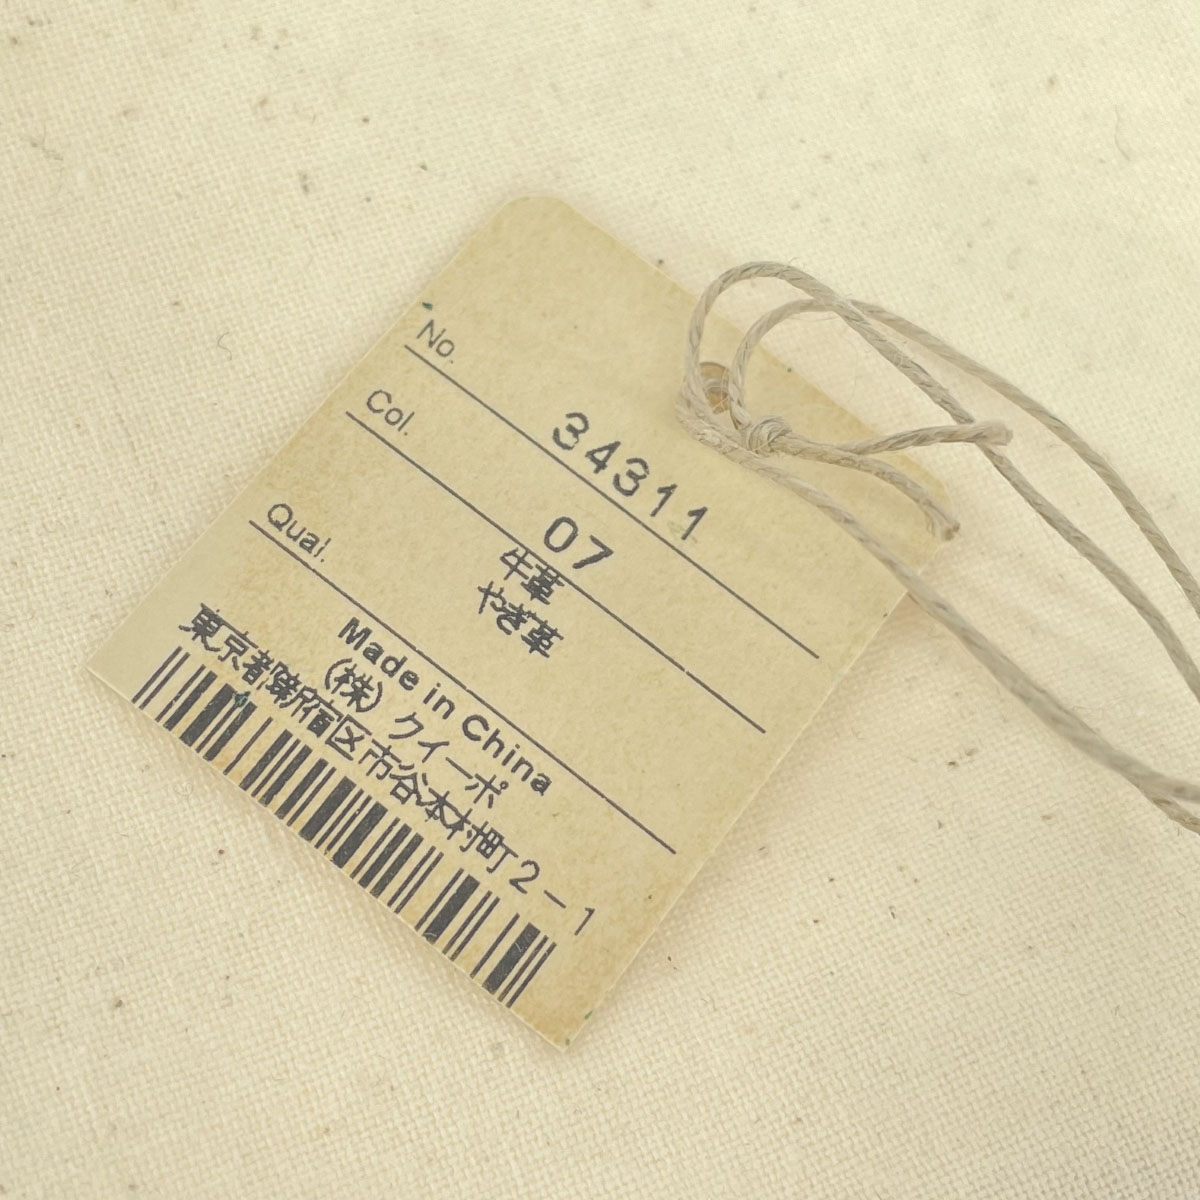 No.
34311
Col.
07
牛革
やぎ革
Qual.
Made in China
(株)クイーポ
東京都新宿区市谷本村町2-1